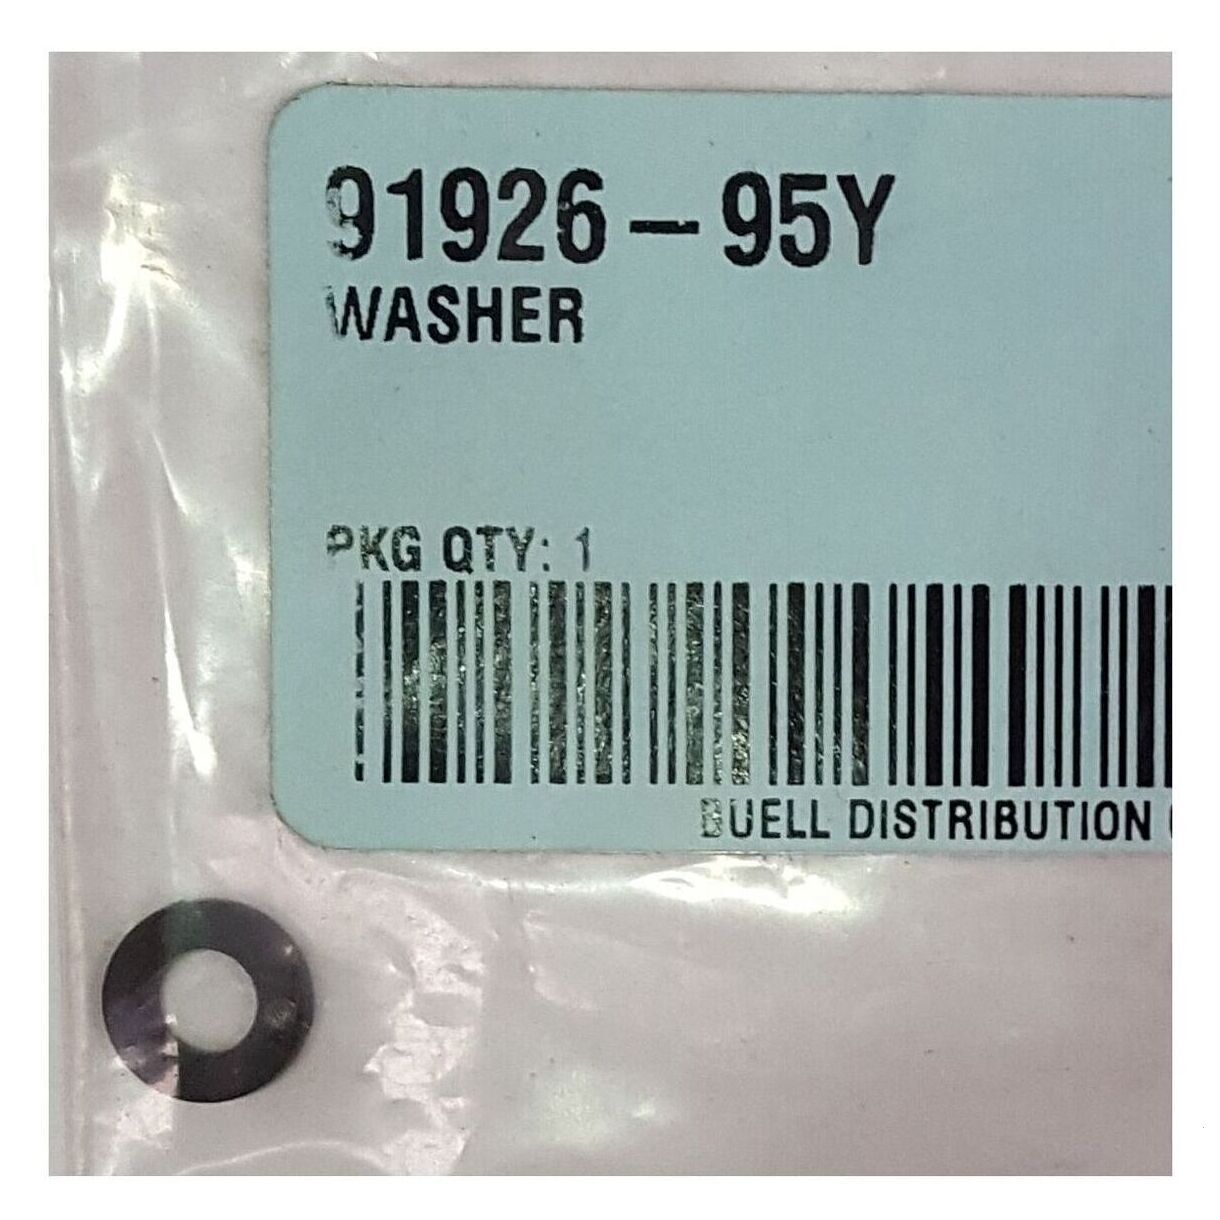 91926-95Y
WASHER
PKG QTY: 1
BUELL DISTRIBUTION